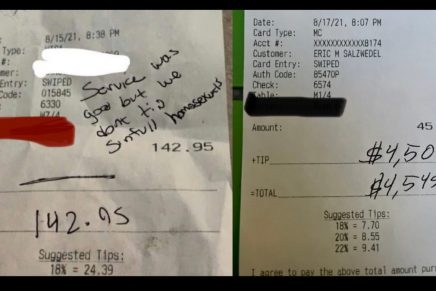 8/15/21, 8:38 PM
Type:
Entry: SWIPED
Code: 015845
6330
M7/4
Service was
good but we
don't tip
sinfull homosexuals
142.95
142.95
Suggested Tips:
18% = 24.39
Date: 8/17/21, 8:07 PM
Card Type: MC
Acct #: XXXXXXXXXXXX8174
Customer: ERIC M SALZWEDEL
Card Entry: SWIPED
Auth Code: 85470P
Check: 6574
Table: M1/4
Amount: 45
+TIP $4,50
=TOTAL $4,545
Suggested Tips:
18% = 7.70
20% = 8.55
22% = 9.41
I agree to pay the above total amount